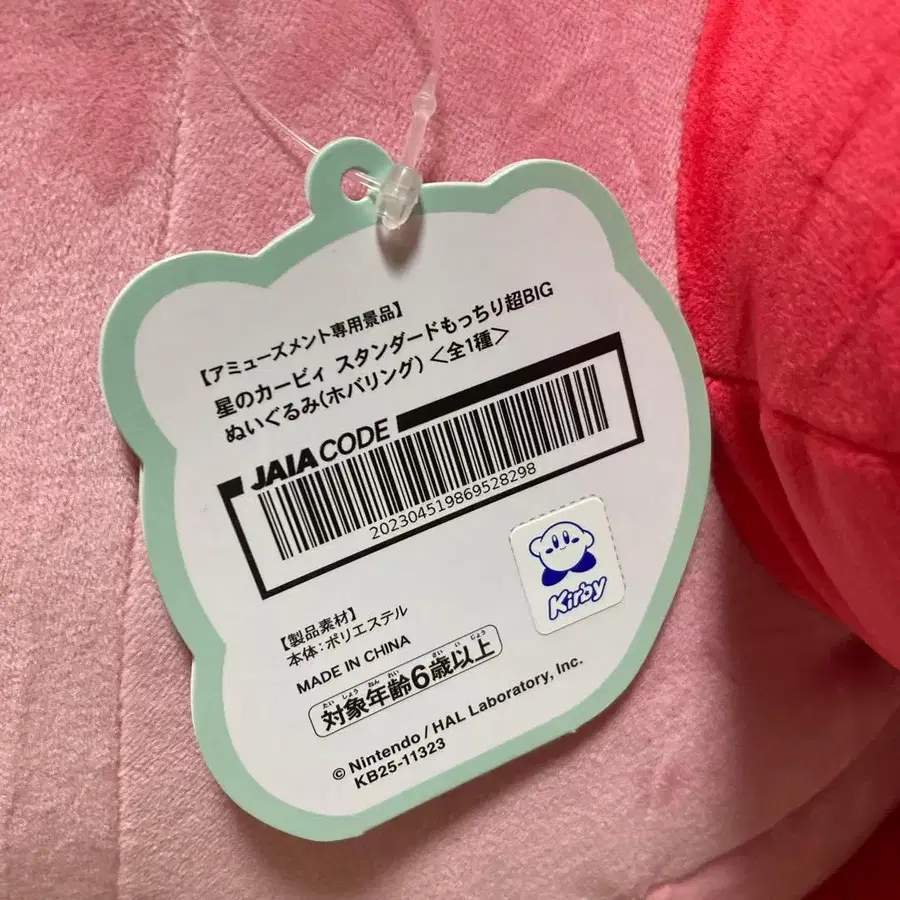 【アミューズメント専用景品】
星のカービィ スタンダードもっちり超BIG
ぬいぐるみ(ホバリング)<全1種>
JAIA CODE
202304519869528298
Kirby
【製品素材】
本体:ポリエステル
MADE IN CHINA
たいしょうねんれい さいいじょう
対象年齢6歳以上
© Nintendo / HAL Laboratory, Inc.
KB25-11323